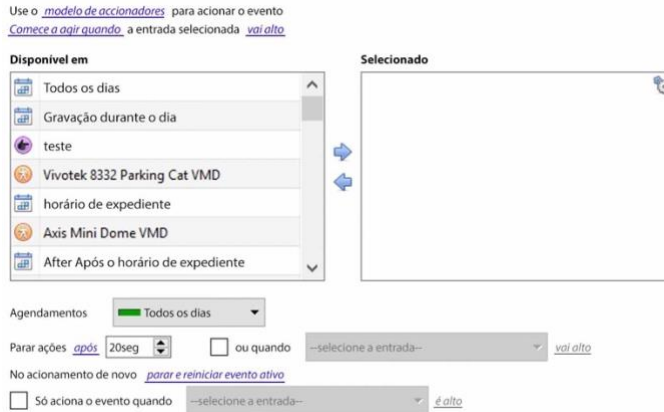 Use o modelo de accionadores para acionar o evento
Comece a agir quando a entrada selecionada vai alto
Disponível em
Selecionado
Todos os dias
Gravação durante o dia
teste
Vivotek 8332 Parking Cat VMD
horário de expediente
Axis Mini Dome VMD
After Após o horário de expediente
Agendamentos Todos os dias
Parar ações após 20seg ou quando --selecione a entrada-- vai alto
No acionamento de novo parar e reiniciar evento ativo
Só aciona o evento quando --selecione a entrada-- é alto